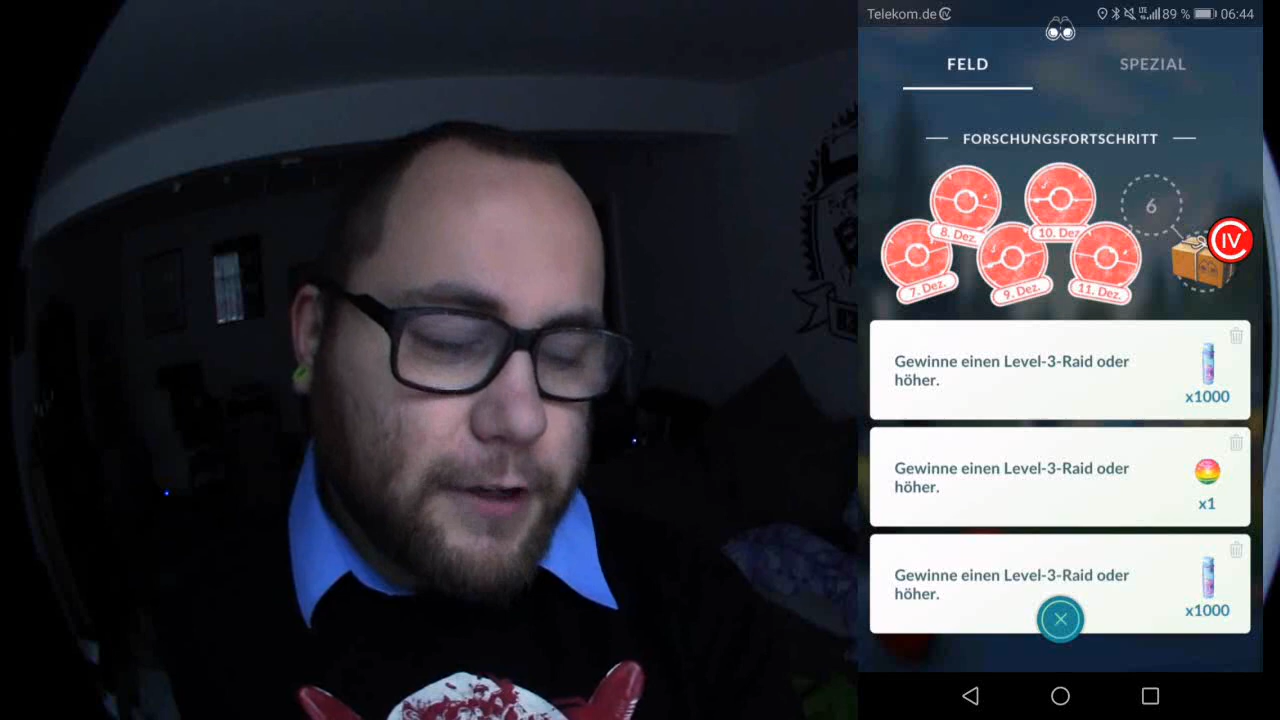 Telekom.de
89 % 06:44
FELD
SPEZIAL
FORSCHUNGSFORTSCHRITT
8. Dez.
10. Dez.
6
7. Dez.
9. Dez.
11. Dez.
IV
Gewinne einen Level-3-Raid oder
höher.
x1000
Gewinne einen Level-3-Raid oder
höher.
x1
Gewinne einen Level-3-Raid oder
höher.
x1000